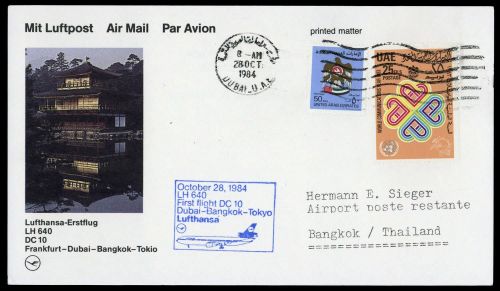 Mit Luftpost Air Mail Par Avion
printed matter
8-AM
28 OCT.
1984
DUBAI.U.A.E
50
UNITED ARAB EMIRATES
UAE
25
POSTAGE
October 28, 1984
LH 640
First flight DC 10
Dubai-Bangkok-Tokyo
Lufthansa
Hermann E. Sieger
Airport poste restante
Bangkok / Thailand
Lufthansa-Erstflug
LH 640
DC 10
Frankfurt-Dubai-Bangkok-Tokio